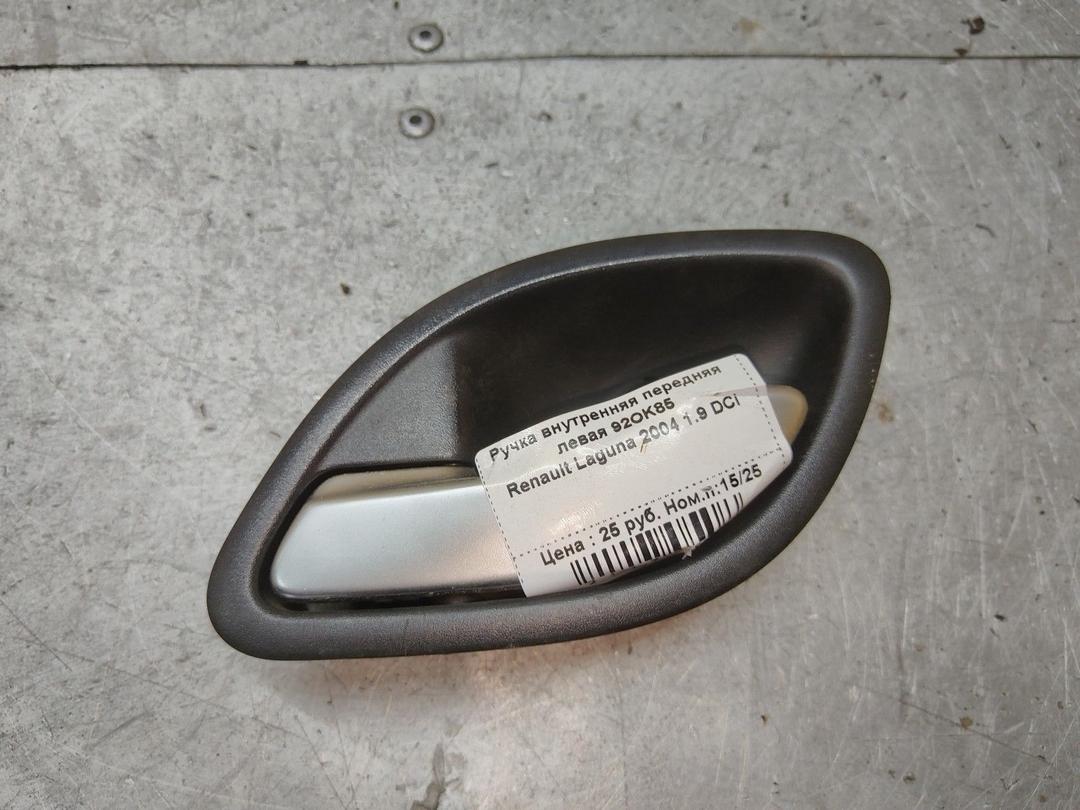 Ручка внутренняя передняя
левая 92OK85
Renault Laguna 2004 1.9 DCi
Цена : 25 руб. Ном.п:15/25